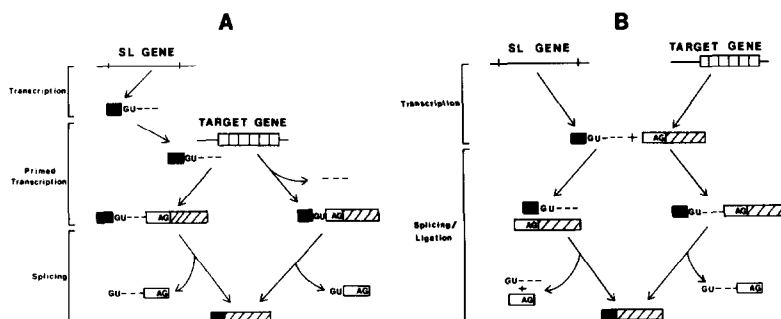 A
SL GENE
Transcription
GU----
TARGET GENE
GU----
Primed
Transcription
GU---
AG
GU
AG
Splicing
GU---
AG
GU
AG
B
SL GENE
TARGET GENE
Transcription
GU---
+
AG
GU---
AG
GU---
AG
Splicing/
Ligation
GU----
+
AG
GU---
AG